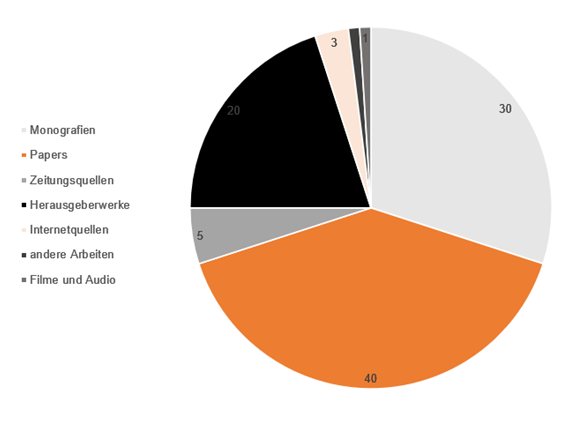 Monografien
Papers
Zeitungsquellen
Herausgeberwerke
Internetquellen
andere Arbeiten
Filme und Audio
30
40
5
20
3
1